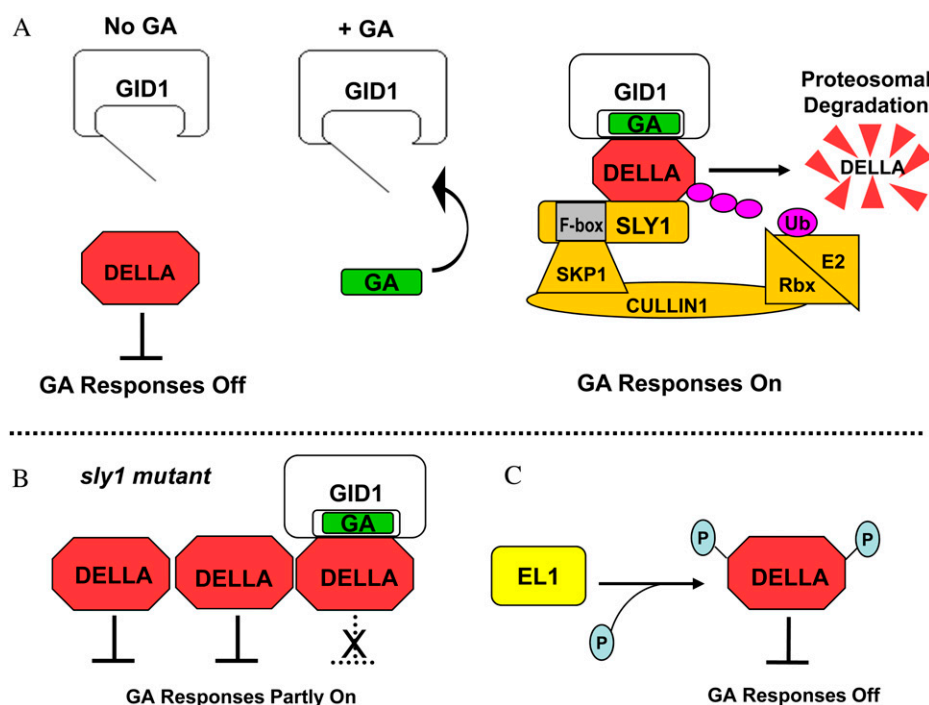 A
No GA
GID1
DELLA
GA Responses Off
+ GA
GID1
GA
GID1
GA
DELLA
F-box
SLY1
SKP1
CULLIN1
Ub
E2
Rbx
Proteosomal
Degradation
DELLA
GA Responses On
B
sly1 mutant
GID1
GA
DELLA
DELLA
DELLA
X
GA Responses Partly On
C
EL1
P
P
P
DELLA
GA Responses Off